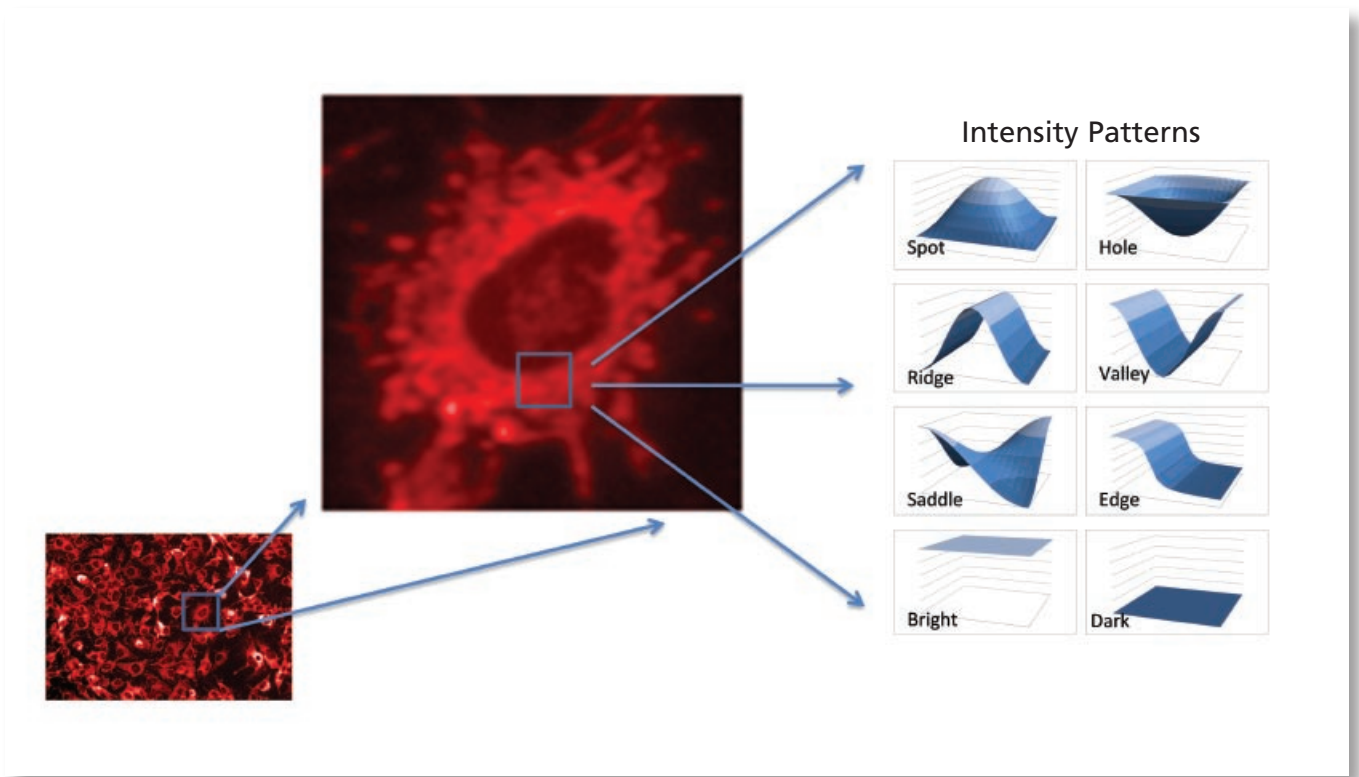 Intensity Patterns
Spot
Hole
Ridge
Valley
Saddle
Edge
Bright
Dark